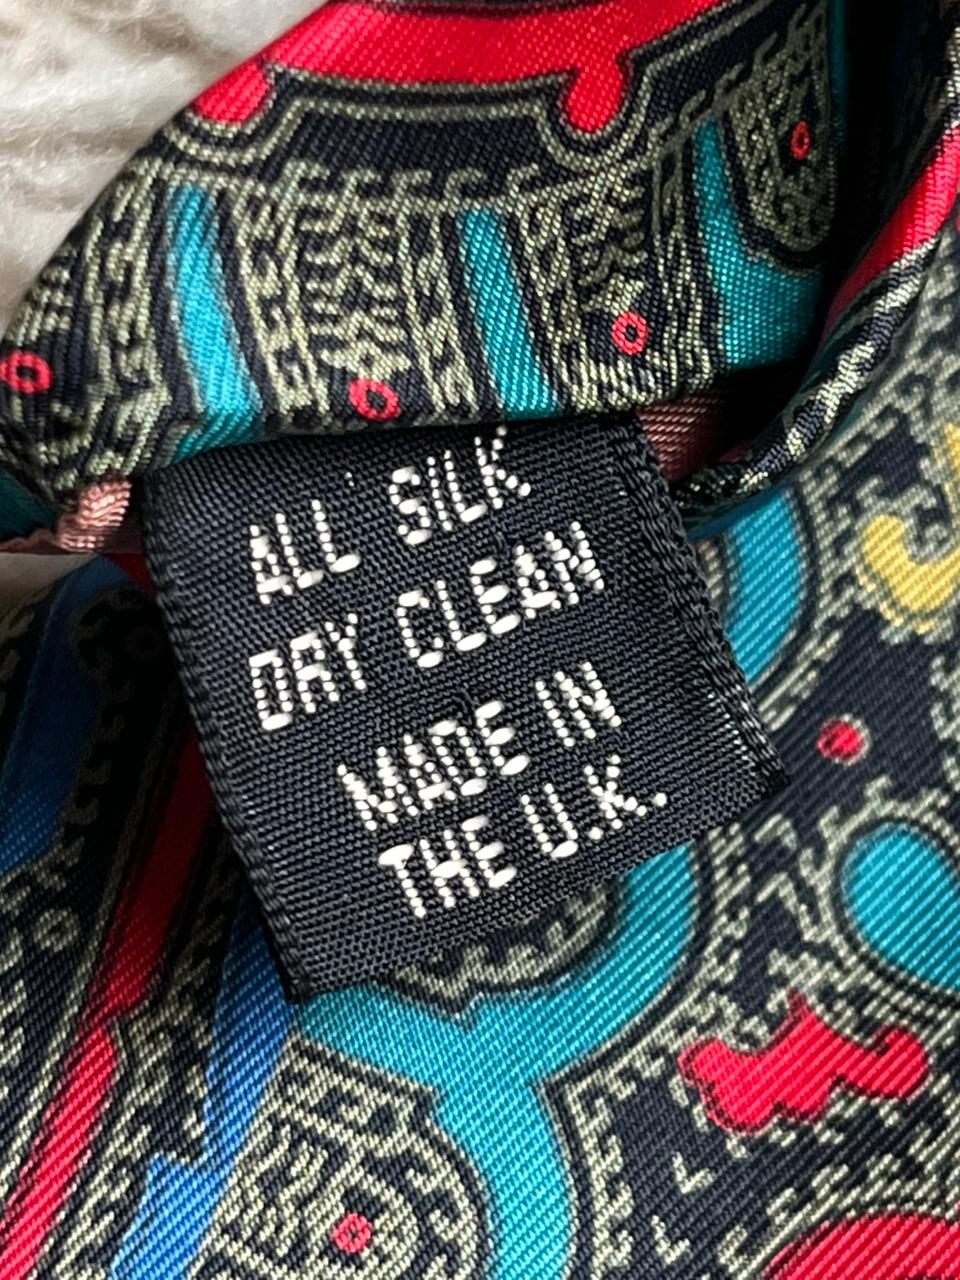 ALL SILK
DRY CLEAN
MADE IN
THE U.K.